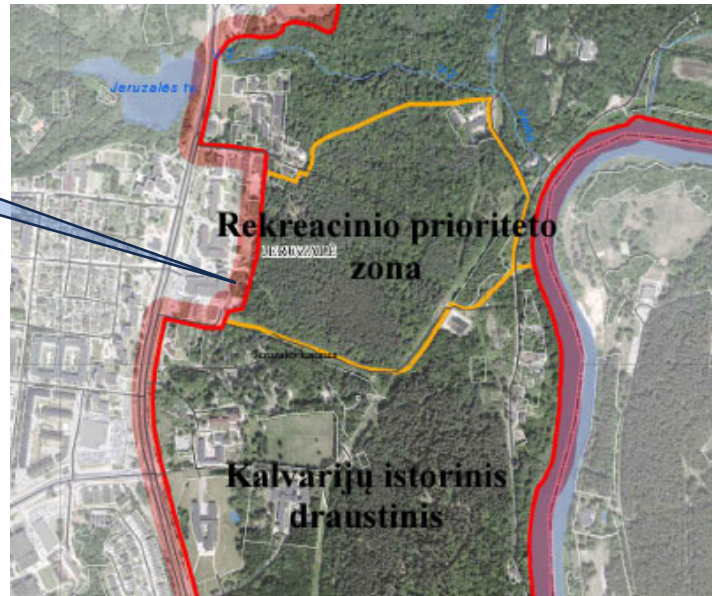 Jeruzalės tv.
Rekreacinio prioriteto
JERUZALĖ
zona
Kalvarijų istorinis
draustinis